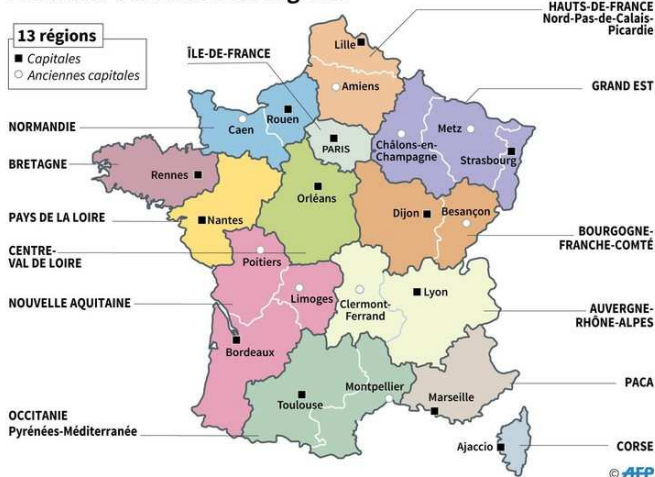 13 régions
Capitales
Anciennes capitales
HAUTS-DE-FRANCE
Nord-Pas-de-Calais-
Picardie
Lille
ÎLE-DE-FRANCE
Amiens
GRAND EST
Rouen
Caen
Metz
NORMANDIE
PARIS
Châlons-en-
Champagne
Strasbourg
BRETAGNE
Rennes
Orléans
Dijon
Besançon
PAYS DE LA LOIRE
Nantes
BOURGOGNE-
FRANCHE-COMTÉ
CENTRE-
VAL DE LOIRE
Poitiers
NOUVELLE AQUITAINE
Limoges
Clermont-
Ferrand
Lyon
AUVERGNE-
RHÔNE-ALPES
Bordeaux
PACA
Montpellier
Marseille
Toulouse
OCCITANIE
Pyrénées-Méditerranée
Ajaccio
CORSE
© AFP